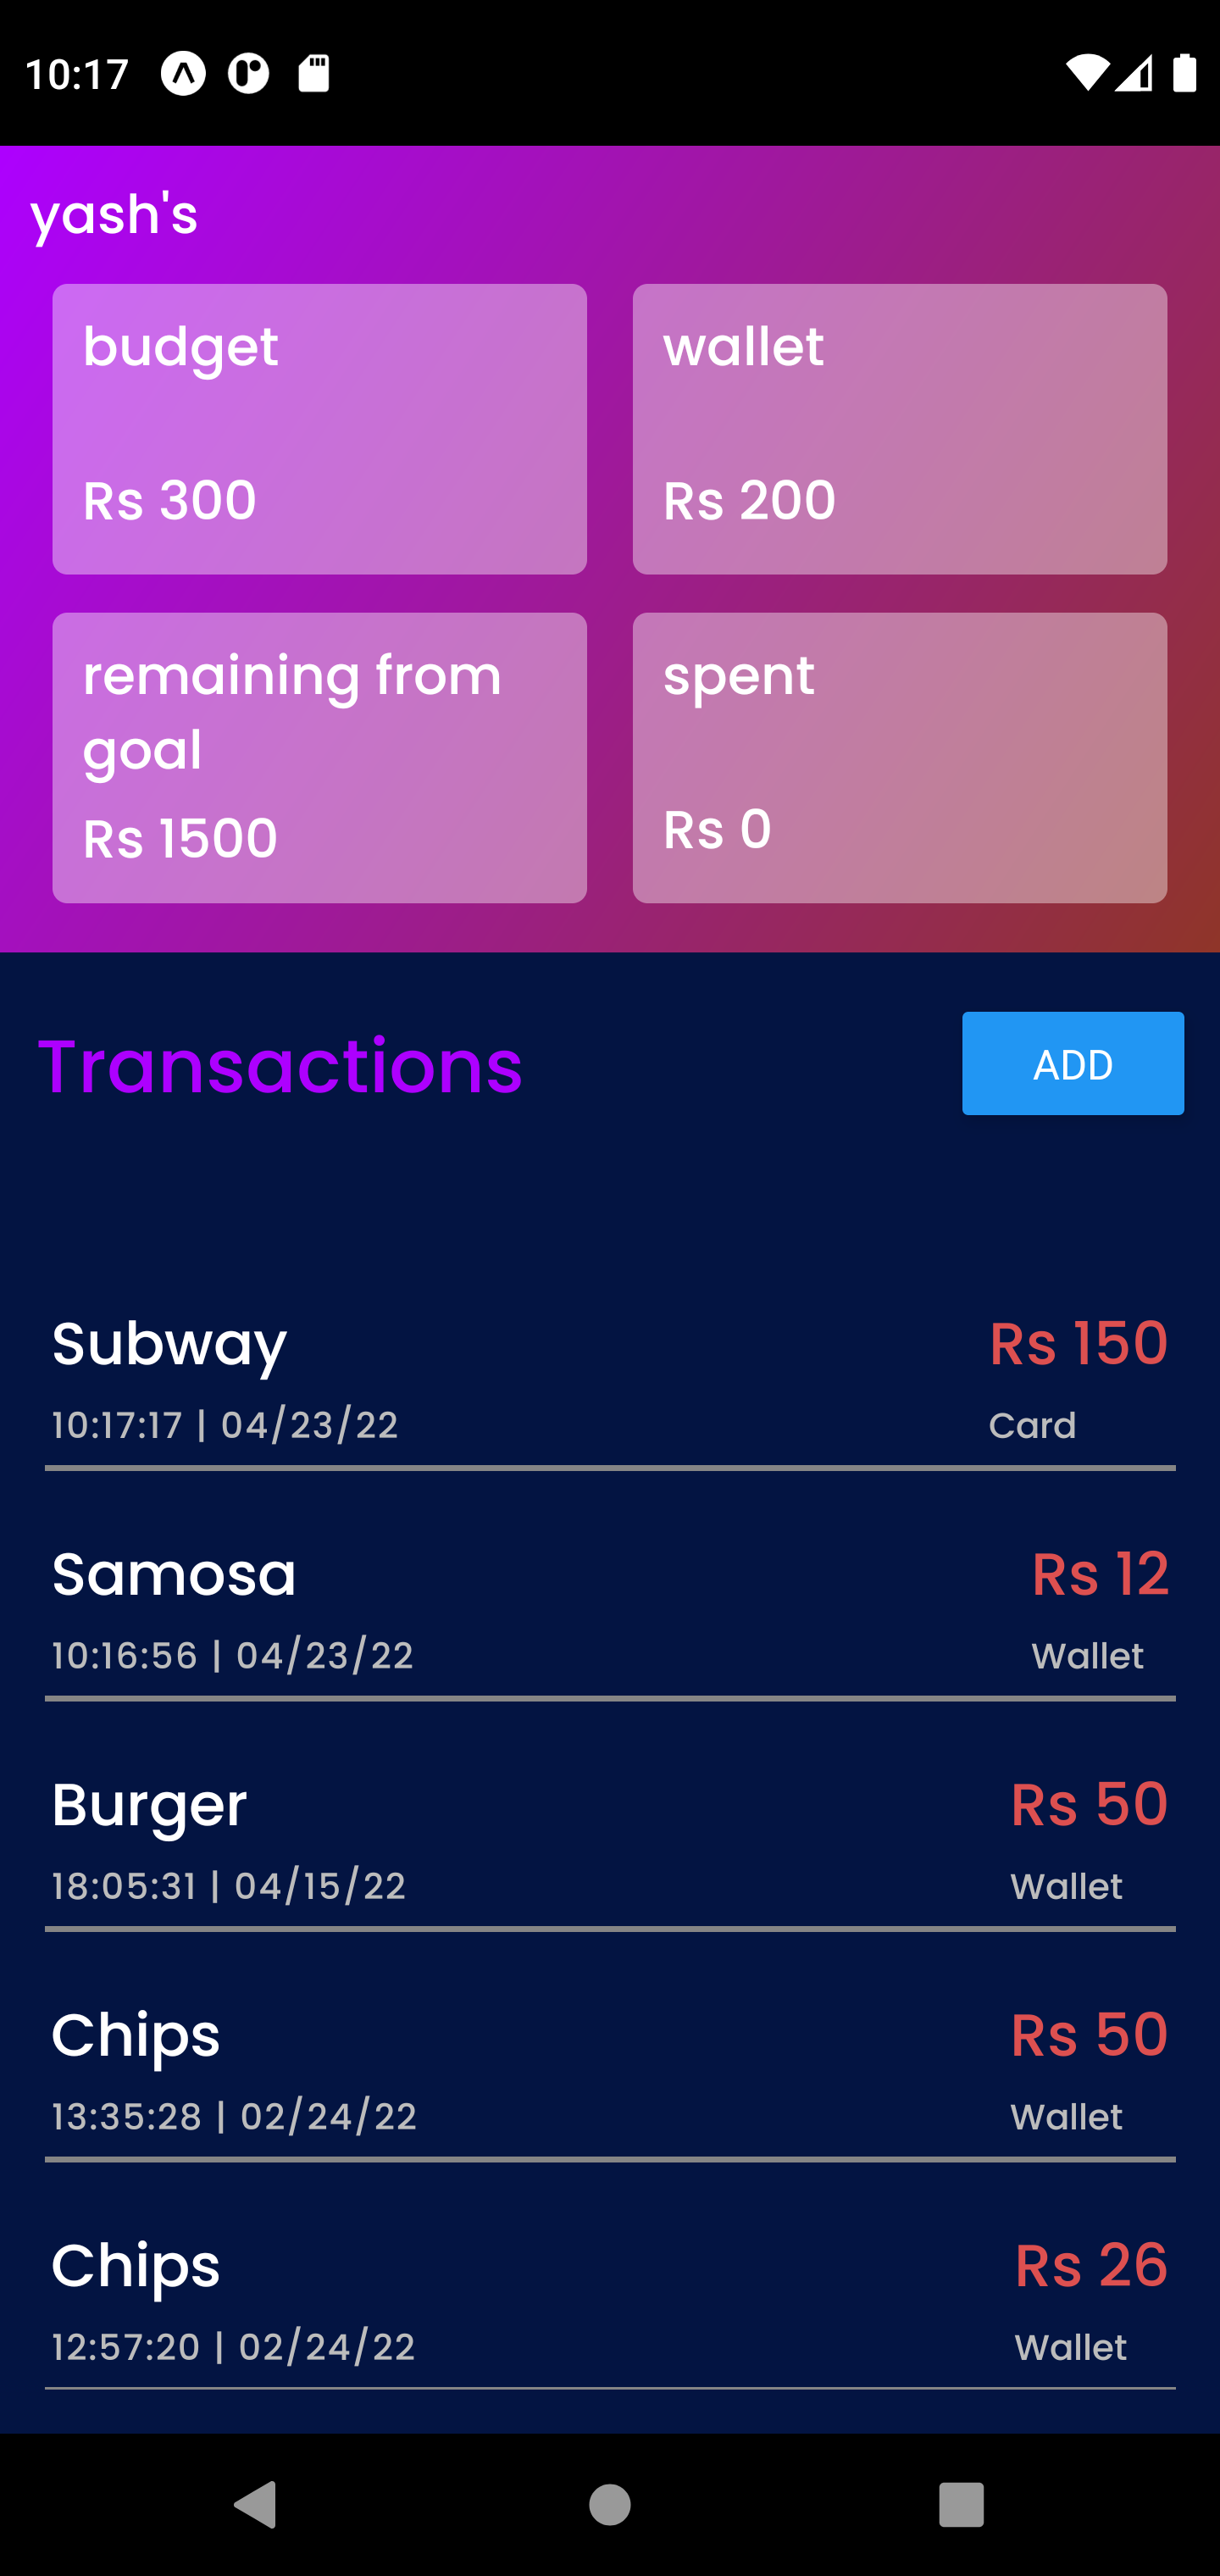 10:17
yash's
budget
Rs 300
wallet
Rs 200
remaining from
goal
Rs 1500
spent
Rs 0
Transactions
ADD
Subway
Rs 150
10:17:17 | 04/23/22
Card
Samosa
Rs 12
10:16:56 | 04/23/22
Wallet
Burger
Rs 50
18:05:31 | 04/15/22
Wallet
Chips
Rs 50
13:35:28 | 02/24/22
Wallet
Chips
Rs 26
12:57:20 | 02/24/22
Wallet